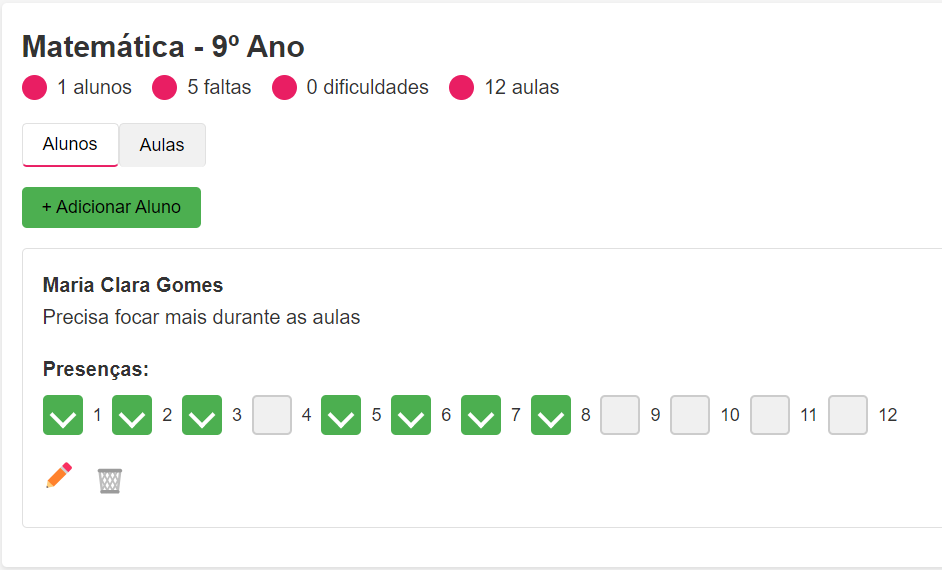 Matemática - 9º Ano
1 alunos 5 faltas 0 dificuldades 12 aulas
Alunos Aulas
+ Adicionar Aluno
Maria Clara Gomes
Precisa focar mais durante as aulas
Presenças:
1 2 3 4 5 6 7 8 9 10 11 12